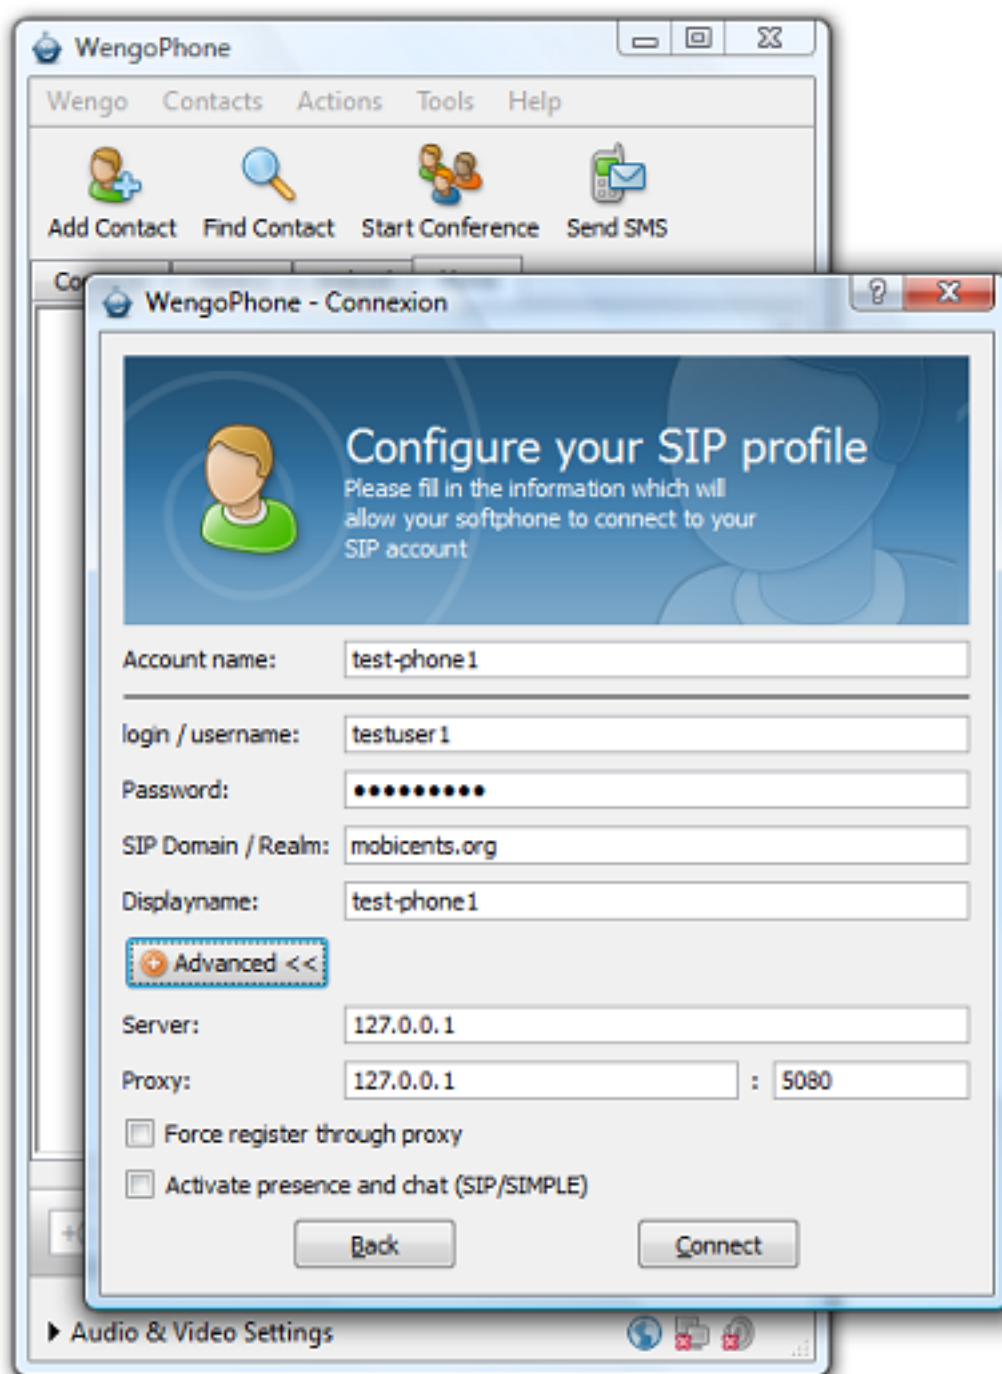 WengoPhone
Wengo Contacts Actions Tools Help
Add Contact Find Contact Start Conference Send SMS
WengoPhone - Connexion
Configure your SIP profile
Please fill in the information which will
allow your softphone to connect to your
SIP account
Account name: test-phone1
login / username: testuser1
Password: •••••••••
SIP Domain / Realm: mobicents.org
Displayname: test-phone1
Advanced <<
Server: 127.0.0.1
Proxy: 127.0.0.1 : 5080
Force register through proxy
Activate presence and chat (SIP/SIMPLE)
Back Connect
Audio & Video Settings